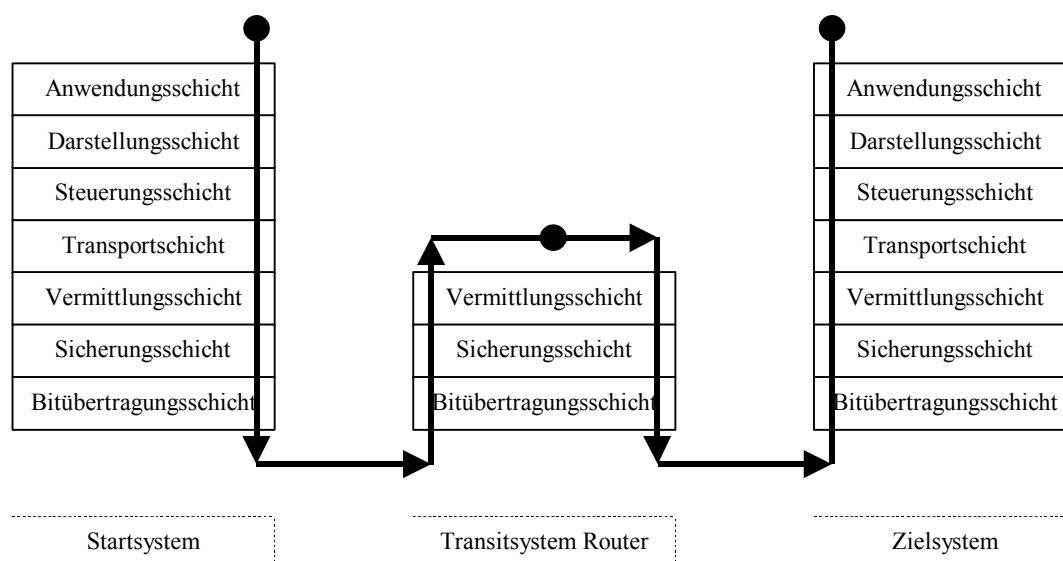 Anwendungsschicht
Darstellungsschicht
Steuerungsschicht
Transportschicht
Vermittlungsschicht
Sicherungsschicht
Bitübertragungsschicht
Startsystem
Vermittlungsschicht
Sicherungsschicht
Bitübertragungsschicht
Transitsystem Router
Anwendungsschicht
Darstellungsschicht
Steuerungsschicht
Transportschicht
Vermittlungsschicht
Sicherungsschicht
Bitübertragungsschicht
Zielsystem